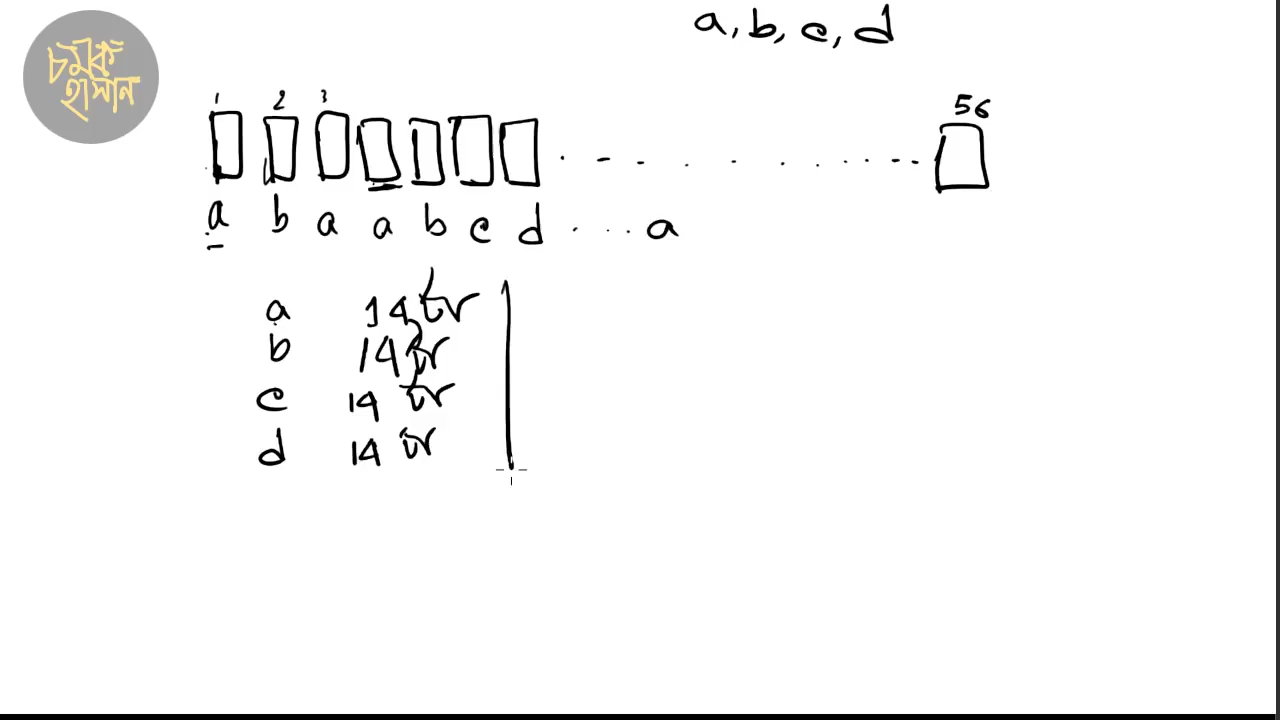 চমক
হাসান
a, b, c, d
1 2 3 56
a b a a b c d . . . a
a 14 টা
b 14 টা
c 14 টা
d 14 টা